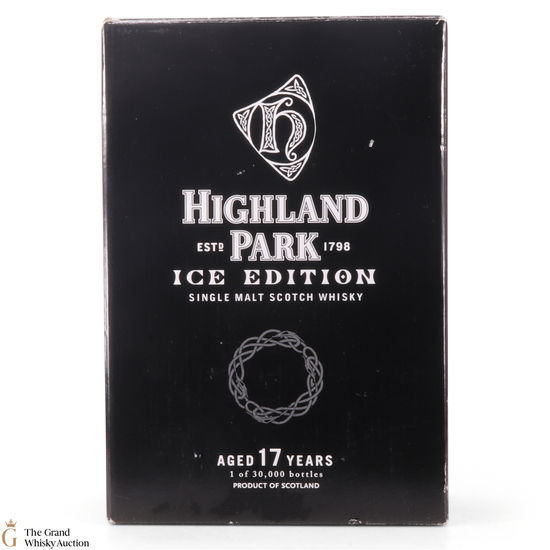 H
HIGHLAND
ESTD PARK 1798
ICE EDITION
SINGLE MALT SCOTCH WHISKY
AGED 17 YEARS
1 of 30,000 bottles
PRODUCT OF SCOTLAND
G
The Grand
Whisky Auction